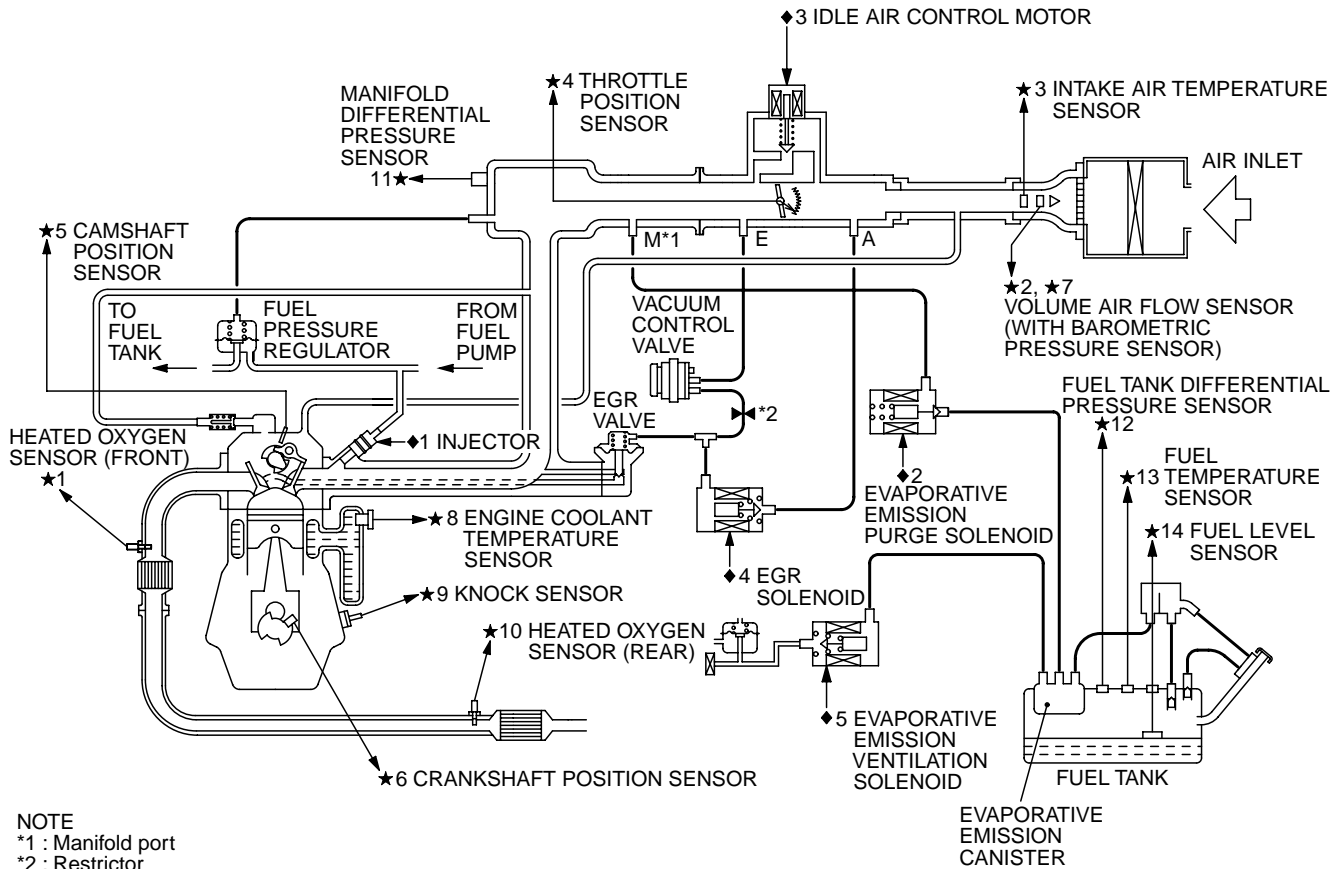 ◆3 IDLE AIR CONTROL MOTOR
★4 THROTTLE
POSITION
SENSOR
MANIFOLD
DIFFERENTIAL
PRESSURE
SENSOR
11★
★3 INTAKE AIR TEMPERATURE
SENSOR
AIR INLET
★5 CAMSHAFT
POSITION
SENSOR
M*1
E
A
★2, ★7
VOLUME AIR FLOW SENSOR
(WITH BAROMETRIC
PRESSURE SENSOR)
TO
FUEL
TANK
FUEL
PRESSURE
REGULATOR
FROM
FUEL
PUMP
VACUUM
CONTROL
VALVE
EGR
VALVE
*2
FUEL TANK DIFFERENTIAL
PRESSURE SENSOR
★12
HEATED OXYGEN
SENSOR (FRONT)
★1
◆1 INJECTOR
◆2
EVAPORATIVE
EMISSION
PURGE SOLENOID
FUEL
★13 TEMPERATURE
SENSOR
★14 FUEL LEVEL
SENSOR
★8 ENGINE COOLANT
TEMPERATURE
SENSOR
◆4 EGR
SOLENOID
★9 KNOCK SENSOR
★10 HEATED OXYGEN
SENSOR (REAR)
◆5 EVAPORATIVE
EMISSION
VENTILATION
SOLENOID
★6 CRANKSHAFT POSITION SENSOR
FUEL TANK
EVAPORATIVE
EMISSION
CANISTER
NOTE
*1 : Manifold port
*2 : Restrictor